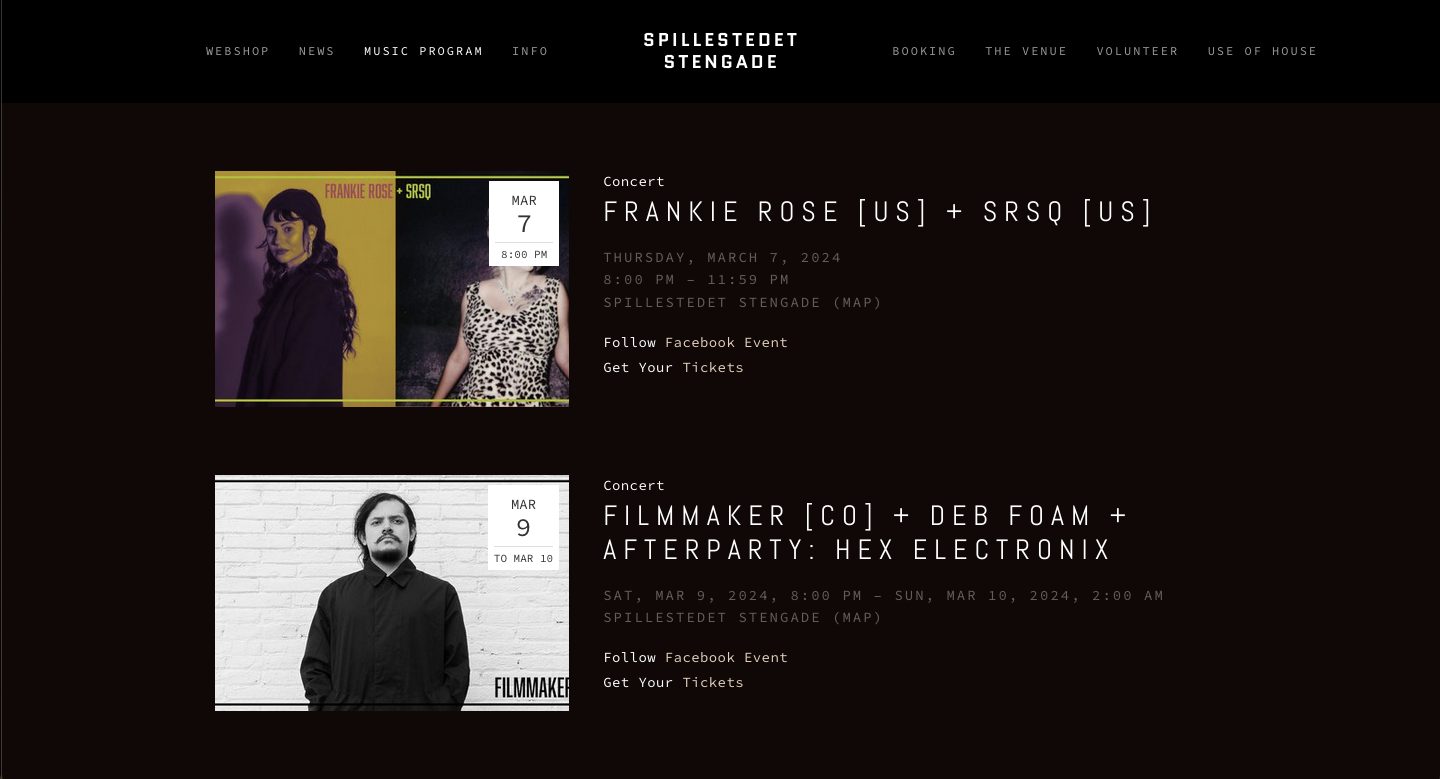 WEBSHOP
NEWS
MUSIC PROGRAM
INFO
SPILLESTEDET
STENGADE
BOOKING
THE VENUE
VOLUNTEER
USE OF HOUSE
FRANKIE ROSE + SRSQ
MAR
7
8:00 PM
Concert
FRANKIE ROSE [US] + SRSQ [US]
THURSDAY, MARCH 7, 2024
8:00 PM – 11:59 PM
SPILLESTEDET STENGADE (MAP)
Follow Facebook Event
Get Your Tickets
MAR
9
TO MAR 10
FILMMAKER
Concert
FILMMAKER [CO] + DEB FOAM +
AFTERPARTY: HEX ELECTRONIX
SAT, MAR 9, 2024, 8:00 PM – SUN, MAR 10, 2024, 2:00 AM
SPILLESTEDET STENGADE (MAP)
Follow Facebook Event
Get Your Tickets